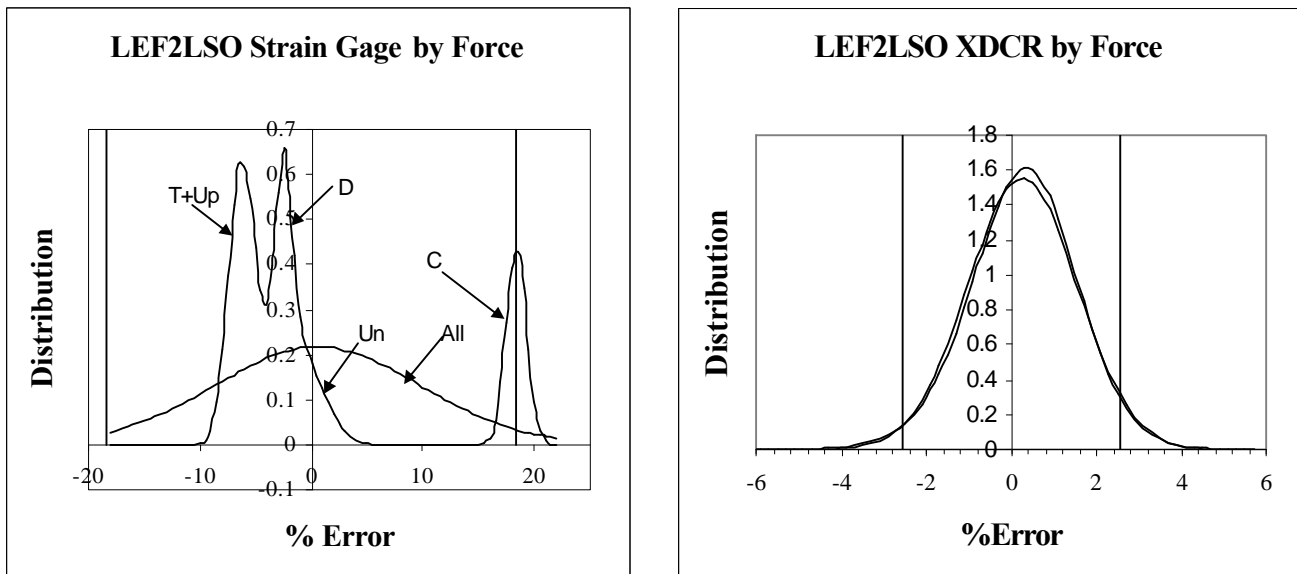 LEF2LSO Strain Gage by Force
0.7
0.6
0.5
0.4
0.3
0.2
0.1
0
-0.1
-20 -10 0 10 20
T+Up
D
C
Un
All
Distribution
% Error
LEF2LSO XDCR by Force
1.8
1.6
1.4
1.2
1
0.8
0.6
0.4
0.2
0
-6 -4 -2 0 2 4 6
Distribution
%Error